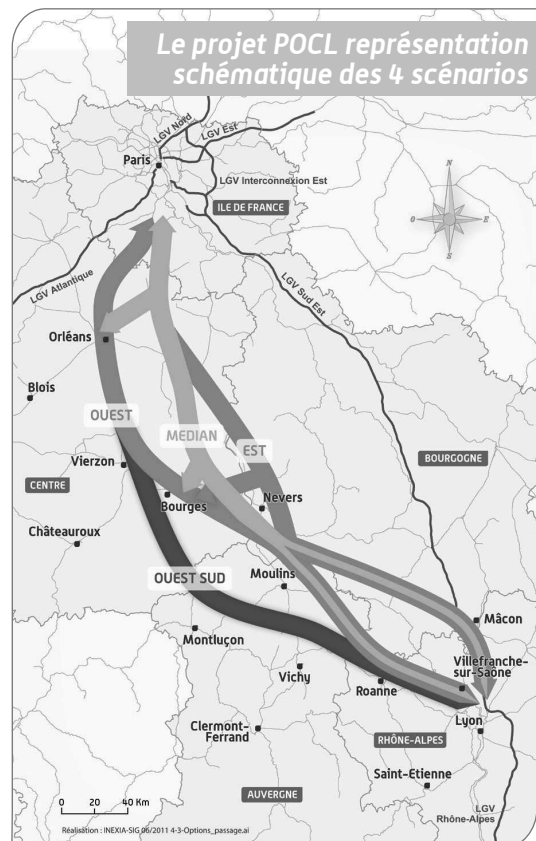 Le projet POCL représentation
schématique des 4 scénarios
LGV Nord
LGV Est
Paris
LGV Interconnexion Est
ILE DE FRANCE
N
O
E
S
LGV Atlantique
LGV Sud Est
Orléans
Blois
OUEST
MEDIAN
EST
BOURGOGNE
Vierzon
CENTRE
Bourges
Nevers
Châteauroux
OUEST SUD
Moulins
Mâcon
Montluçon
Villefranche-
sur-Saône
Vichy
Roanne
Lyon
Clermont-
Ferrand
RHÔNE-ALPES
Saint-Etienne
AUVERGNE
LGV
Rhône-Alpes
0 20 40 Km
Réalisation : INEXIA-SIG 06/2011 4-3-Options_passage.ai